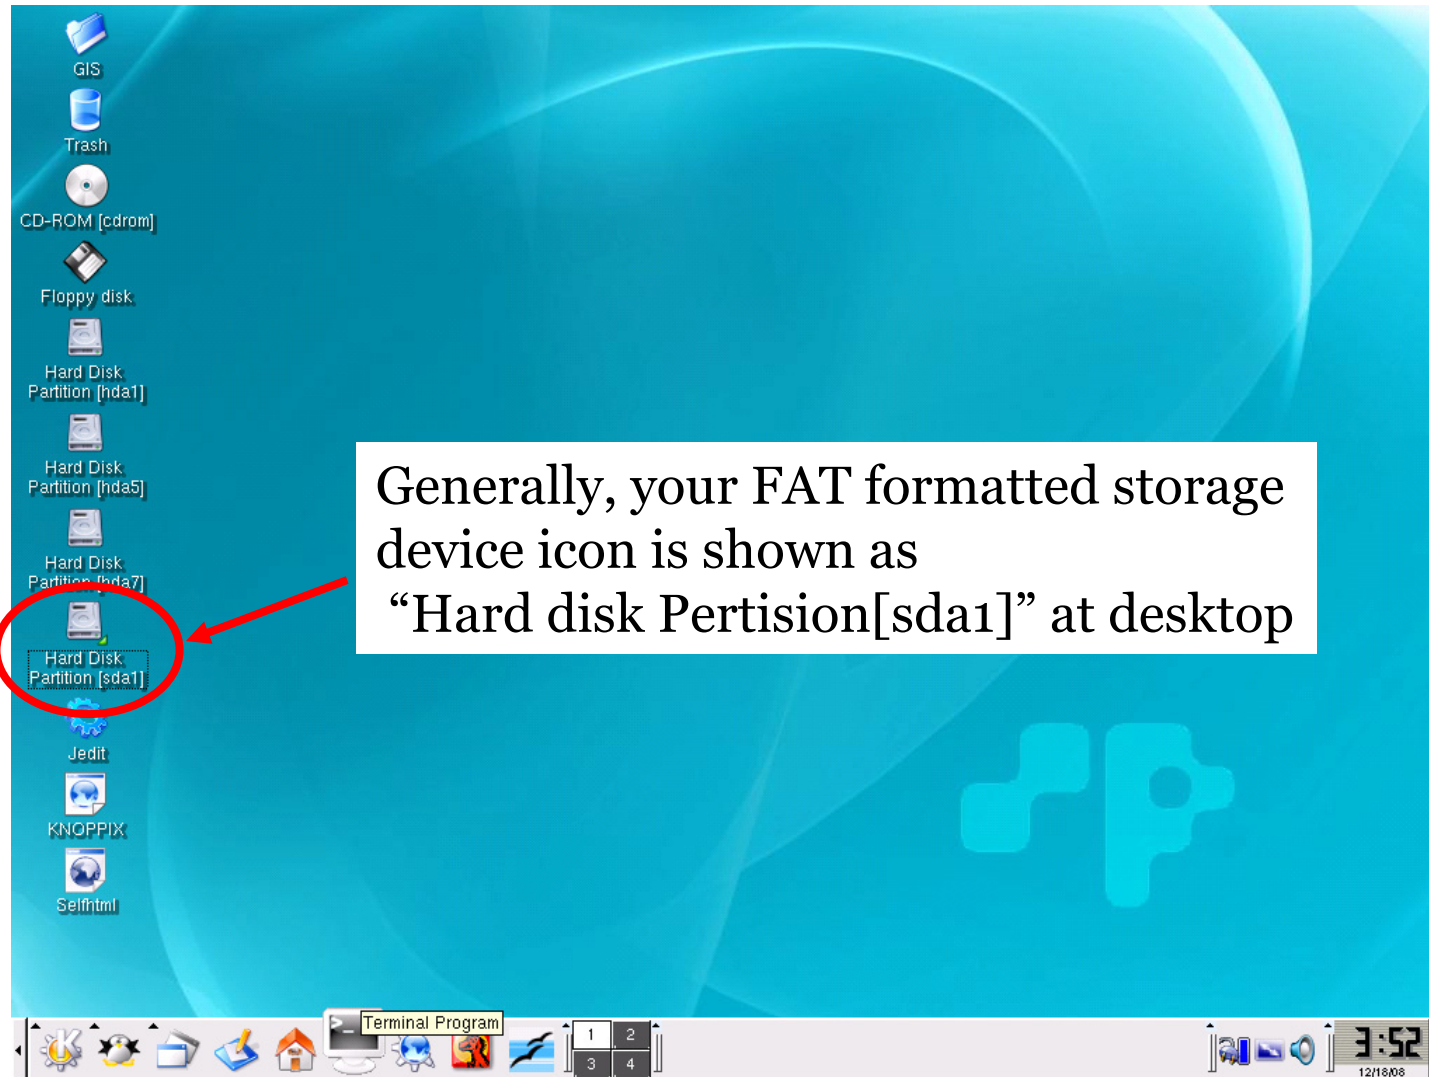 GIS
Trash
CD-ROM [cdrom]
Floppy disk
Hard Disk
Partition [hda1]
Hard Disk
Partition [hda5]
Hard Disk
Partition [hda7]
Hard Disk
Partition [sda1]
Jedit
KNOPPIX
Selfhtml
Generally, your FAT formatted storage
device icon is shown as
“Hard disk Pertision[sda1]” at desktop
Terminal Program
1 2
3 4
3:52
12/18/08